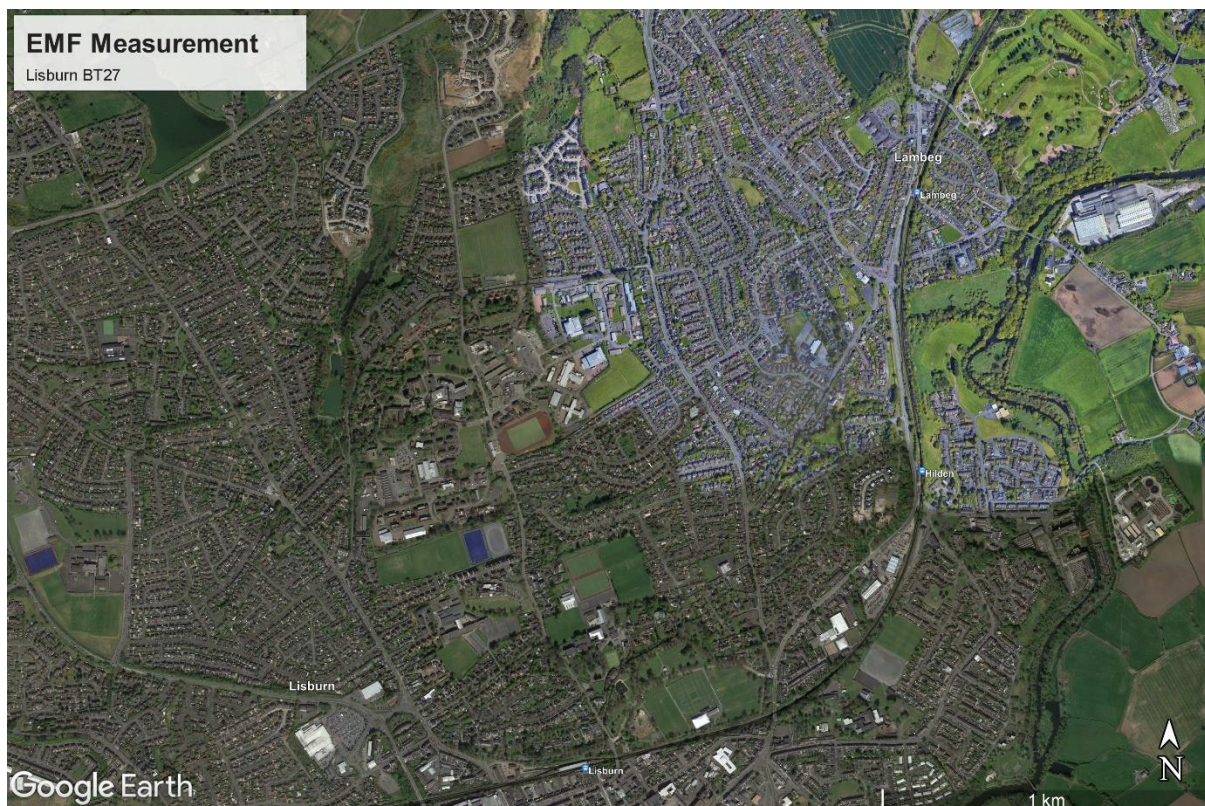 EMF Measurement
Lisburn BT27
Lambeg
Lambeg
Hilden
Lisburn
Lisburn
N
Google Earth
1 km